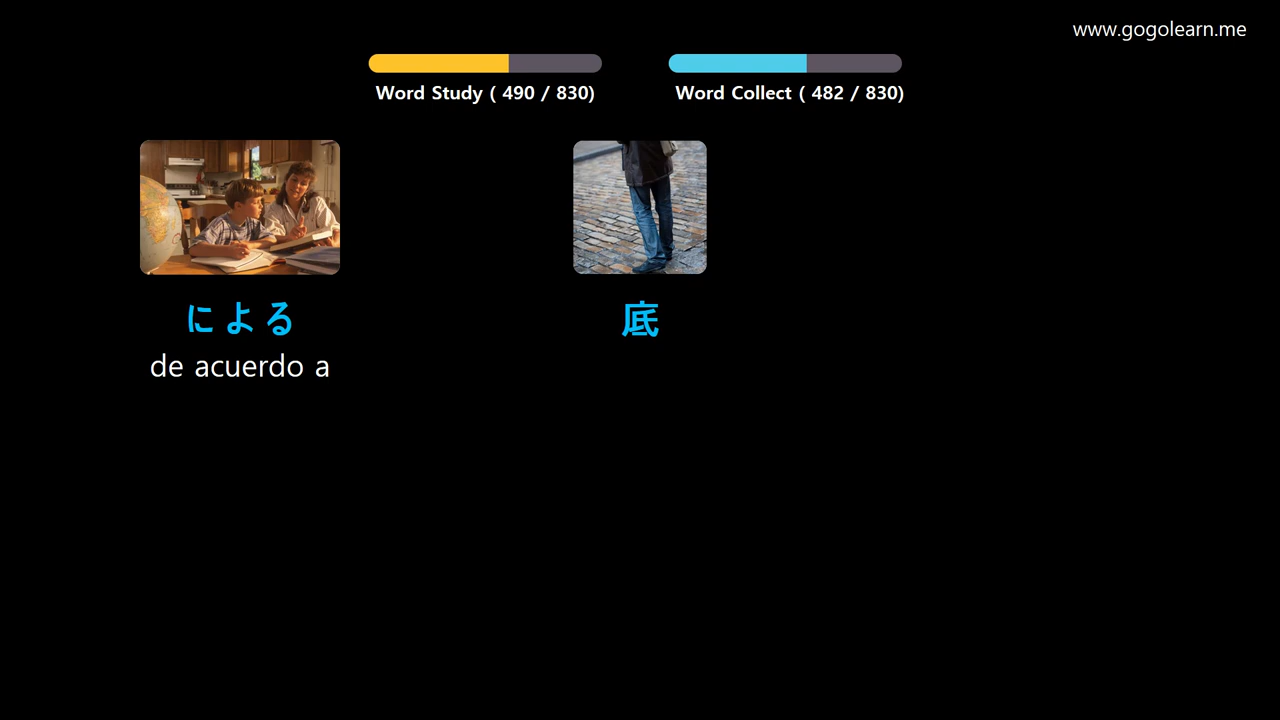 www.gogolearn.me
Word Study ( 490 / 830)
Word Collect ( 482 / 830)
による
de acuerdo a
底